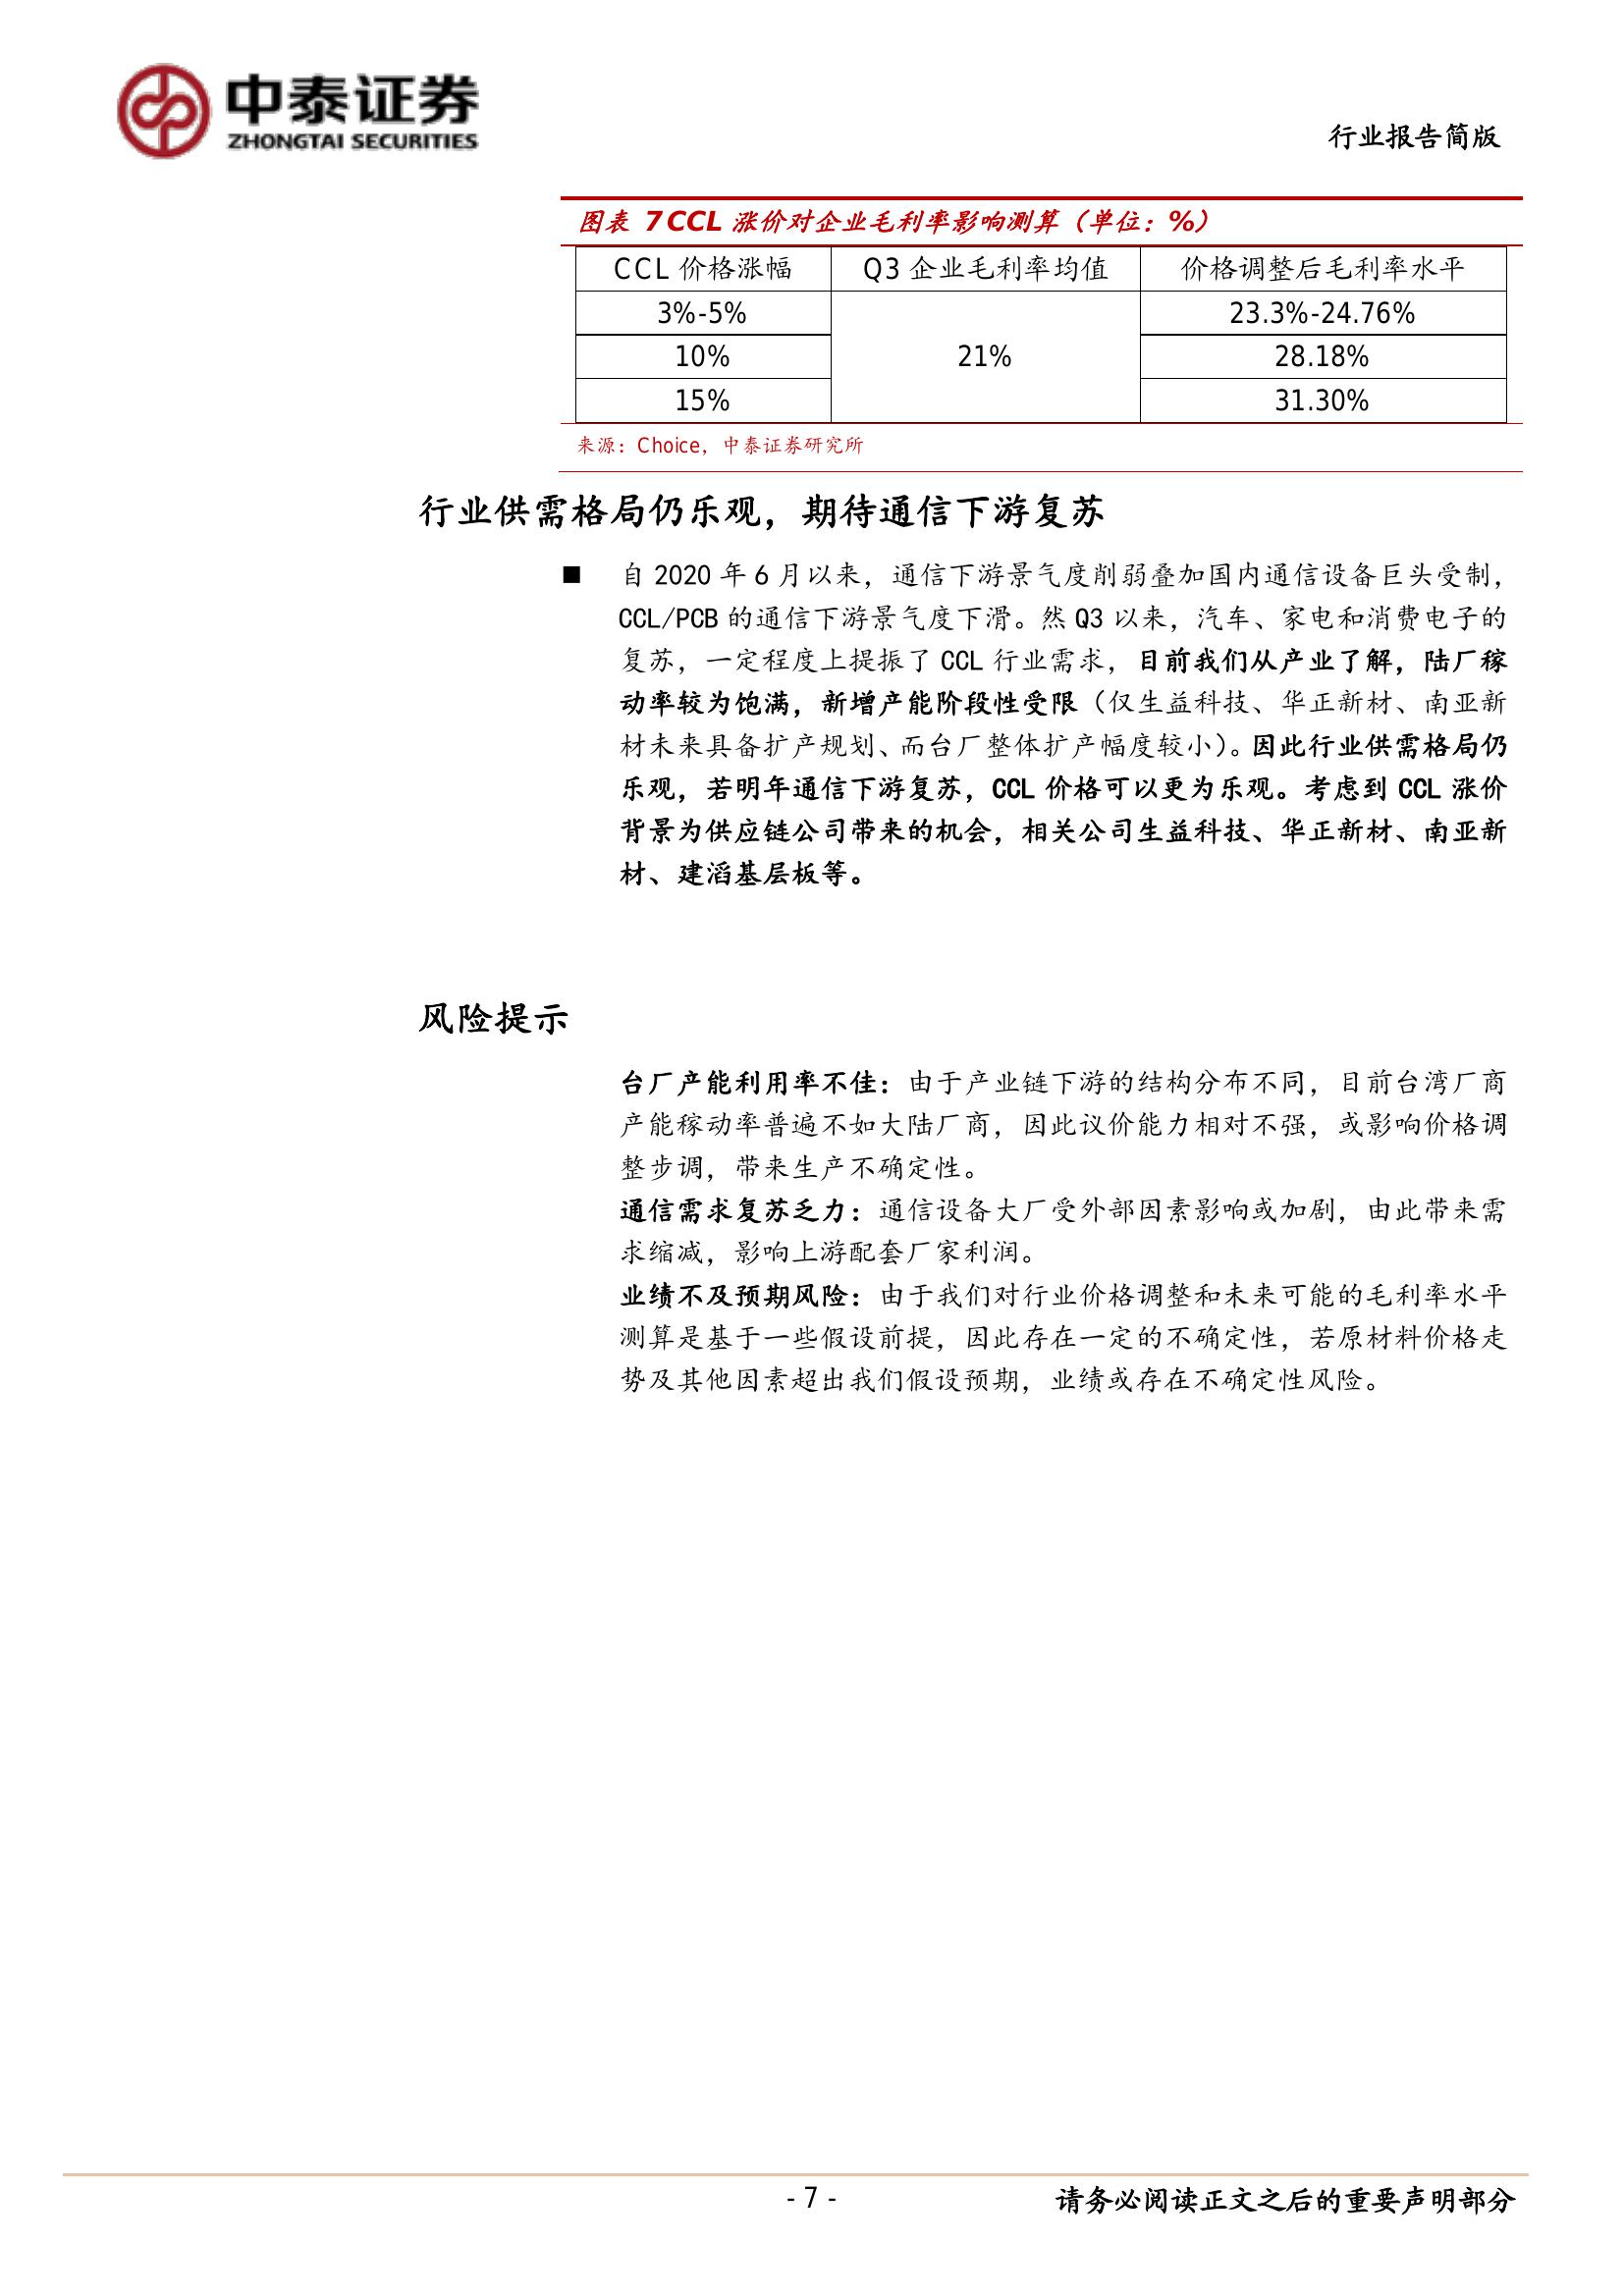 中泰证券
ZHONGTAI SECURITIES
行业报告简版
图表 7 CCL 涨价对企业毛利率影响测算（单位：%）
CCL 价格涨幅 Q3 企业毛利率均值 价格调整后毛利率水平
3%-5% 23.3%-24.76%
10% 21% 28.18%
15% 31.30%
来源：Choice，中泰证券研究所
行业供需格局仍乐观，期待通信下游复苏
■ 自 2020 年 6 月以来，通信下游景气度削弱叠加国内通信设备巨头受制，
CCL/PCB 的通信下游景气度下滑。然 Q3 以来，汽车、家电和消费电子的
复苏，一定程度上提振了 CCL 行业需求，目前我们从产业了解，陆厂稼
动率较为饱满，新增产能阶段性受限（仅生益科技、华正新材、南亚新
材未来具备扩产规划、而台厂整体扩产幅度较小）。因此行业供需格局仍
乐观，若明年通信下游复苏，CCL 价格可以更为乐观。考虑到 CCL 涨价
背景为供应链公司带来的机会，相关公司生益科技、华正新材、南亚新
材、建滔基层板等。
风险提示
台厂产能利用率不佳：由于产业链下游的结构分布不同，目前台湾厂商
产能稼动率普遍不如大陆厂商，因此议价能力相对不强，或影响价格调
整步调，带来生产不确定性。
通信需求复苏乏力：通信设备大厂受外部因素影响或加剧，由此带来需
求缩减，影响上游配套厂家利润。
业绩不及预期风险：由于我们对行业价格调整和未来可能的毛利率水平
测算是基于一些假设前提，因此存在一定的不确定性，若原材料价格走
势及其他因素超出我们假设预期，业绩或存在不确定性风险。
- 7 -
请务必阅读正文之后的重要声明部分